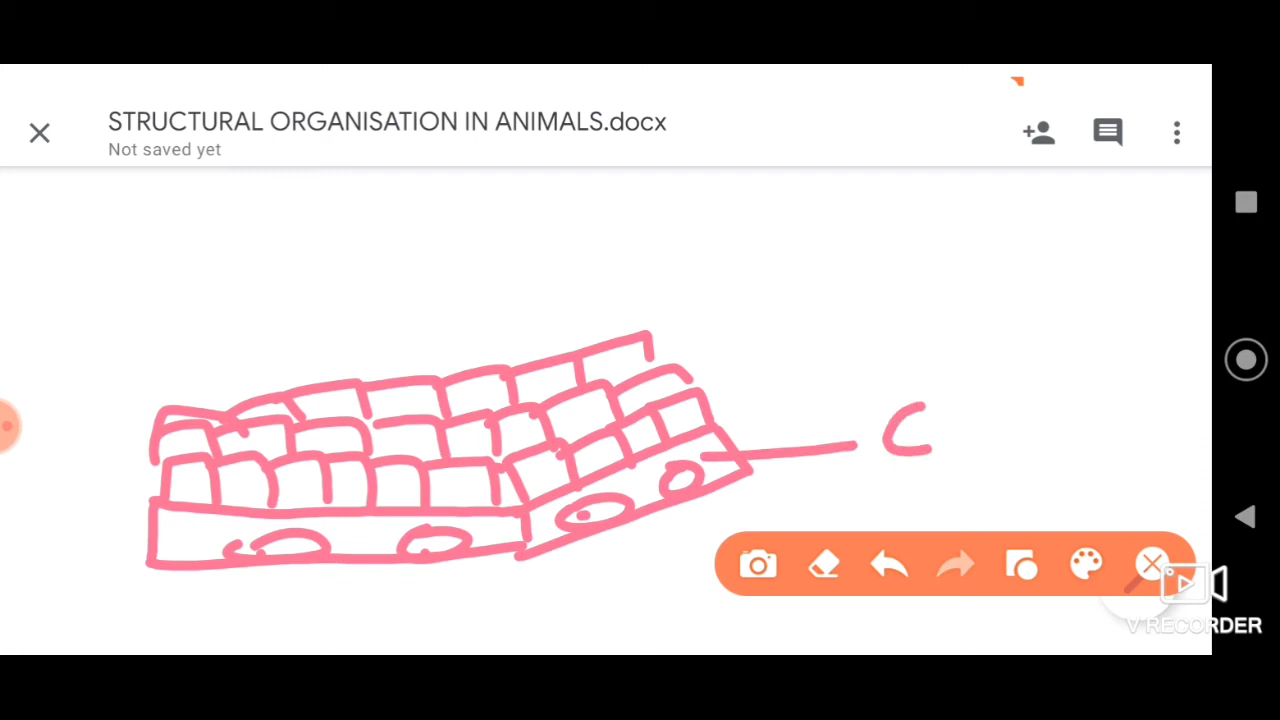 STRUCTURAL ORGANISATION IN ANIMALS.docx
Not saved yet
C
V RECORDER